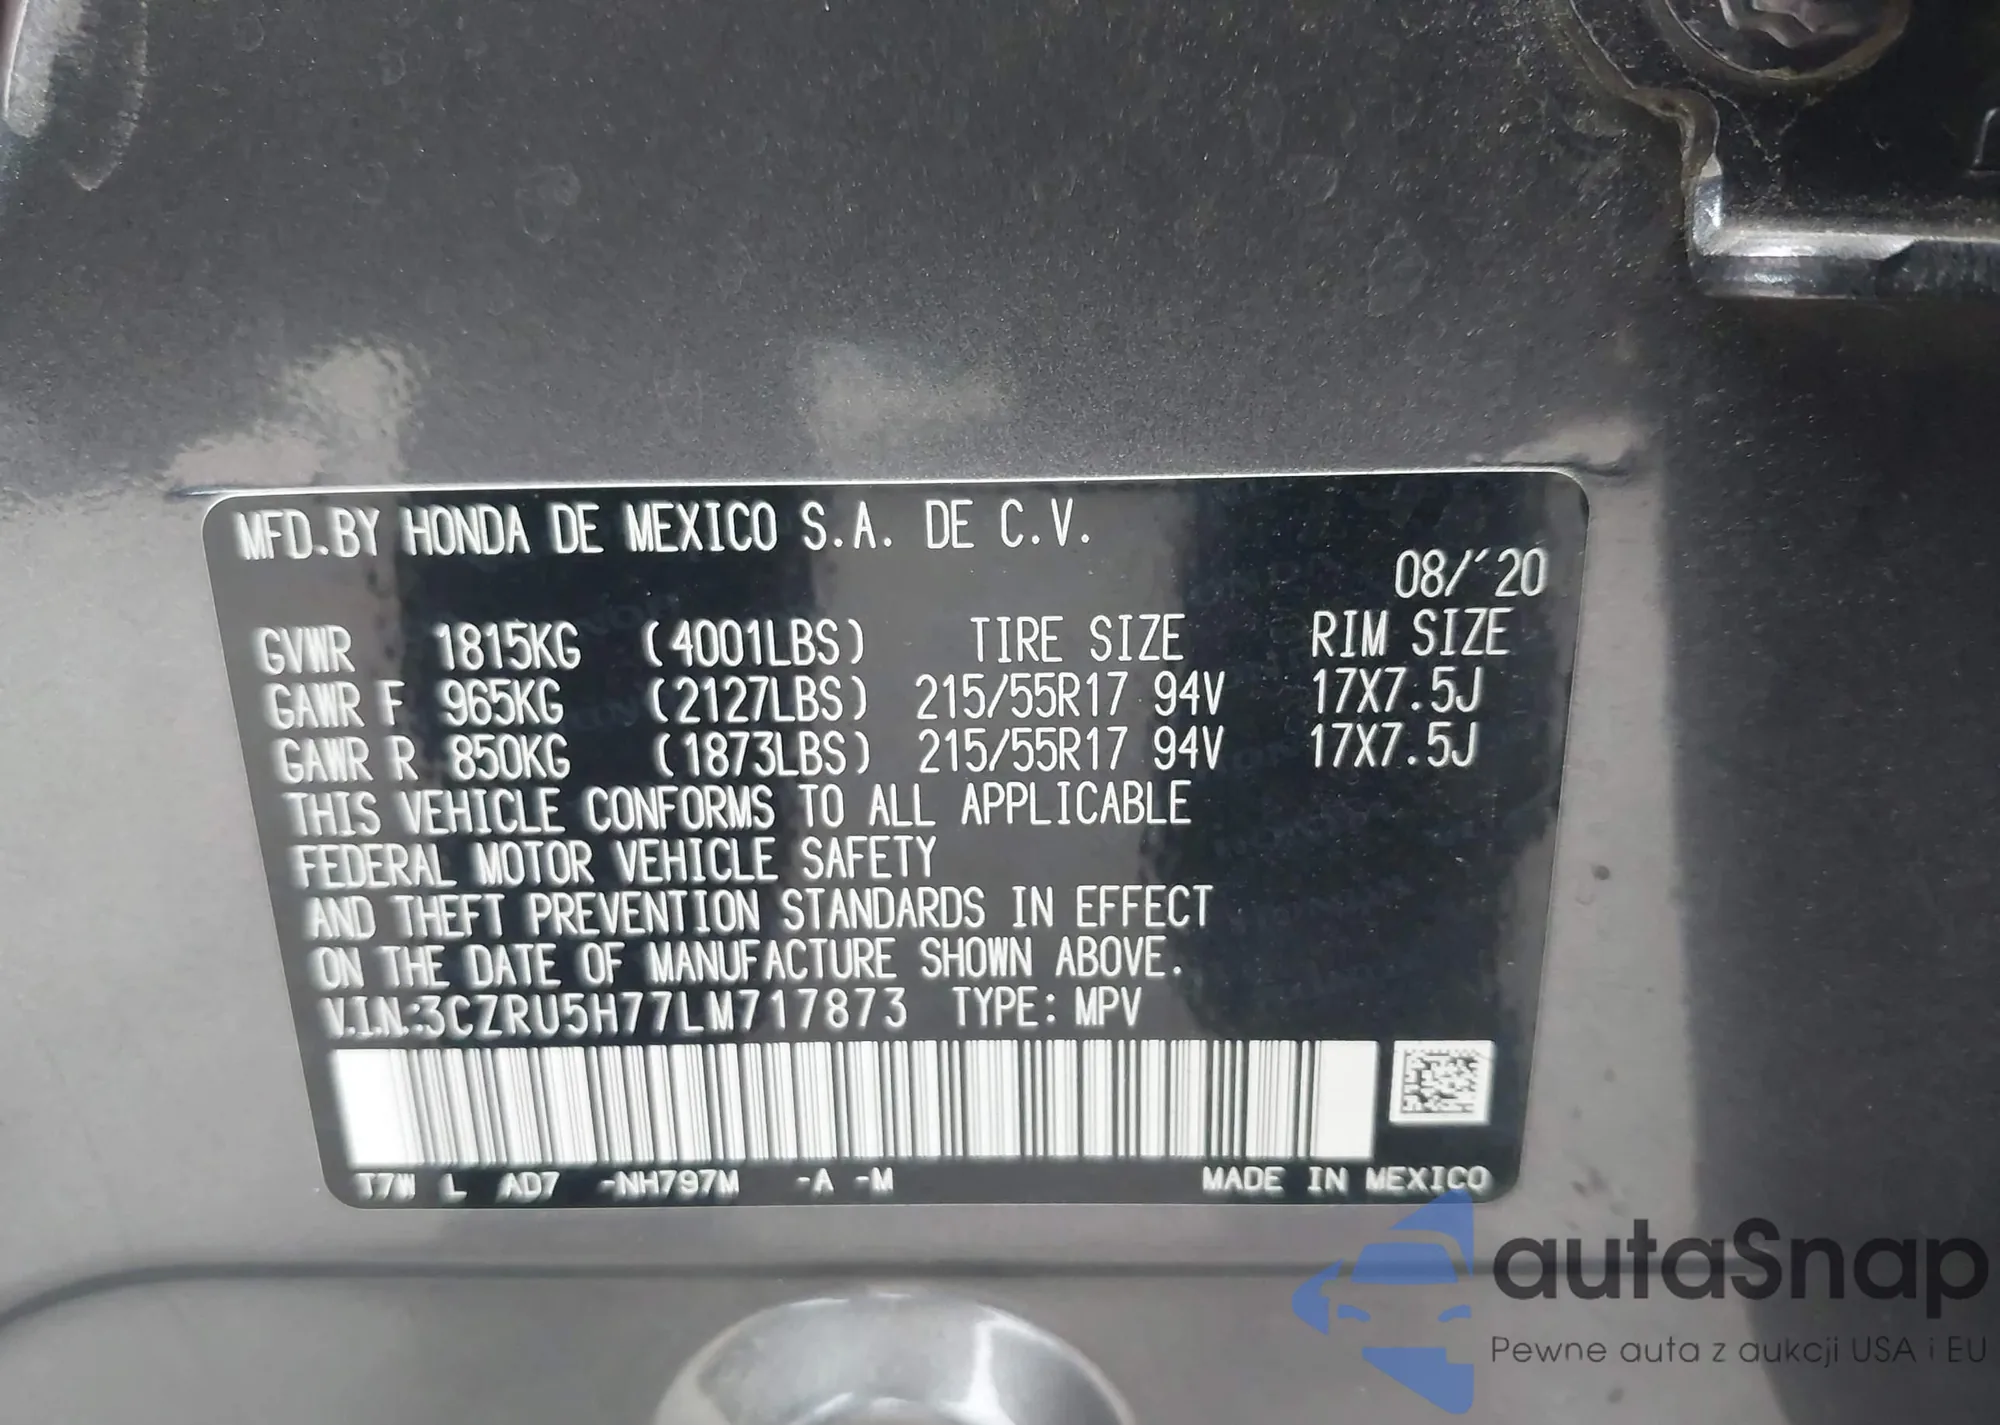 MFD.BY HONDA DE MEXICO S.A. DE C.V.
08/´20
GVWR 1815KG (4001LBS) TIRE SIZE RIM SIZE
GAWR F 965KG (2127LBS) 215/55R17 94V 17X7.5J
GAWR R 850KG (1873LBS) 215/55R17 94V 17X7.5J
THIS VEHICLE CONFORMS TO ALL APPLICABLE
FEDERAL MOTOR VEHICLE SAFETY
AND THEFT PREVENTION STANDARDS IN EFFECT
ON THE DATE OF MANUFACTURE SHOWN ABOVE.
V.I.N.:3CZRU5H77LM717873 TYPE: MPV
T7W L AD7 -NH797M -A -M MADE IN MEXICO
autaSnap
Pewne auta z aukcji USA i EU